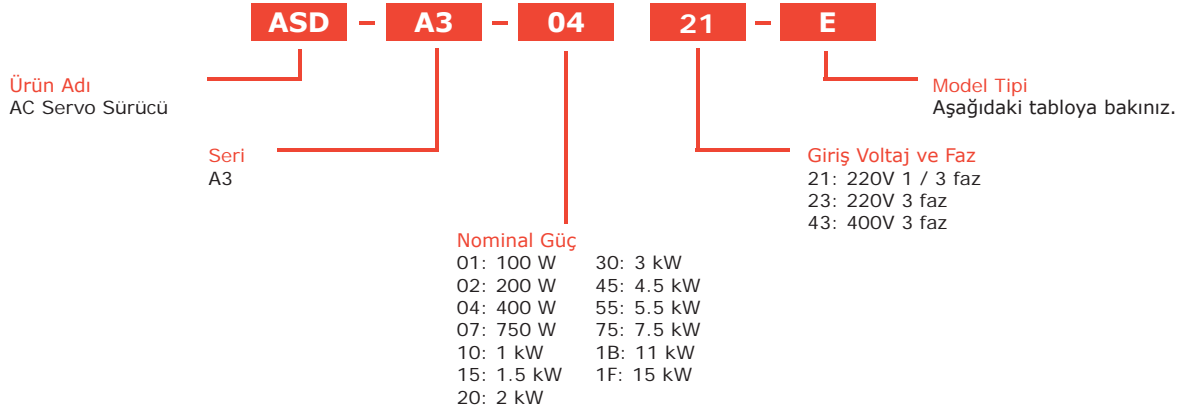 ASD – A3 – 04 21 – E
Ürün Adı
AC Servo Sürücü
Model Tipi
Aşağıdaki tabloya bakınız.
Seri
A3
Giriş Voltaj ve Faz
21: 220V 1 / 3 faz
23: 220V 3 faz
43: 400V 3 faz
Nominal Güç
01: 100 W 30: 3 kW
02: 200 W 45: 4.5 kW
04: 400 W 55: 5.5 kW
07: 750 W 75: 7.5 kW
10: 1 kW 1B: 11 kW
15: 1.5 kW 1F: 15 kW
20: 2 kW